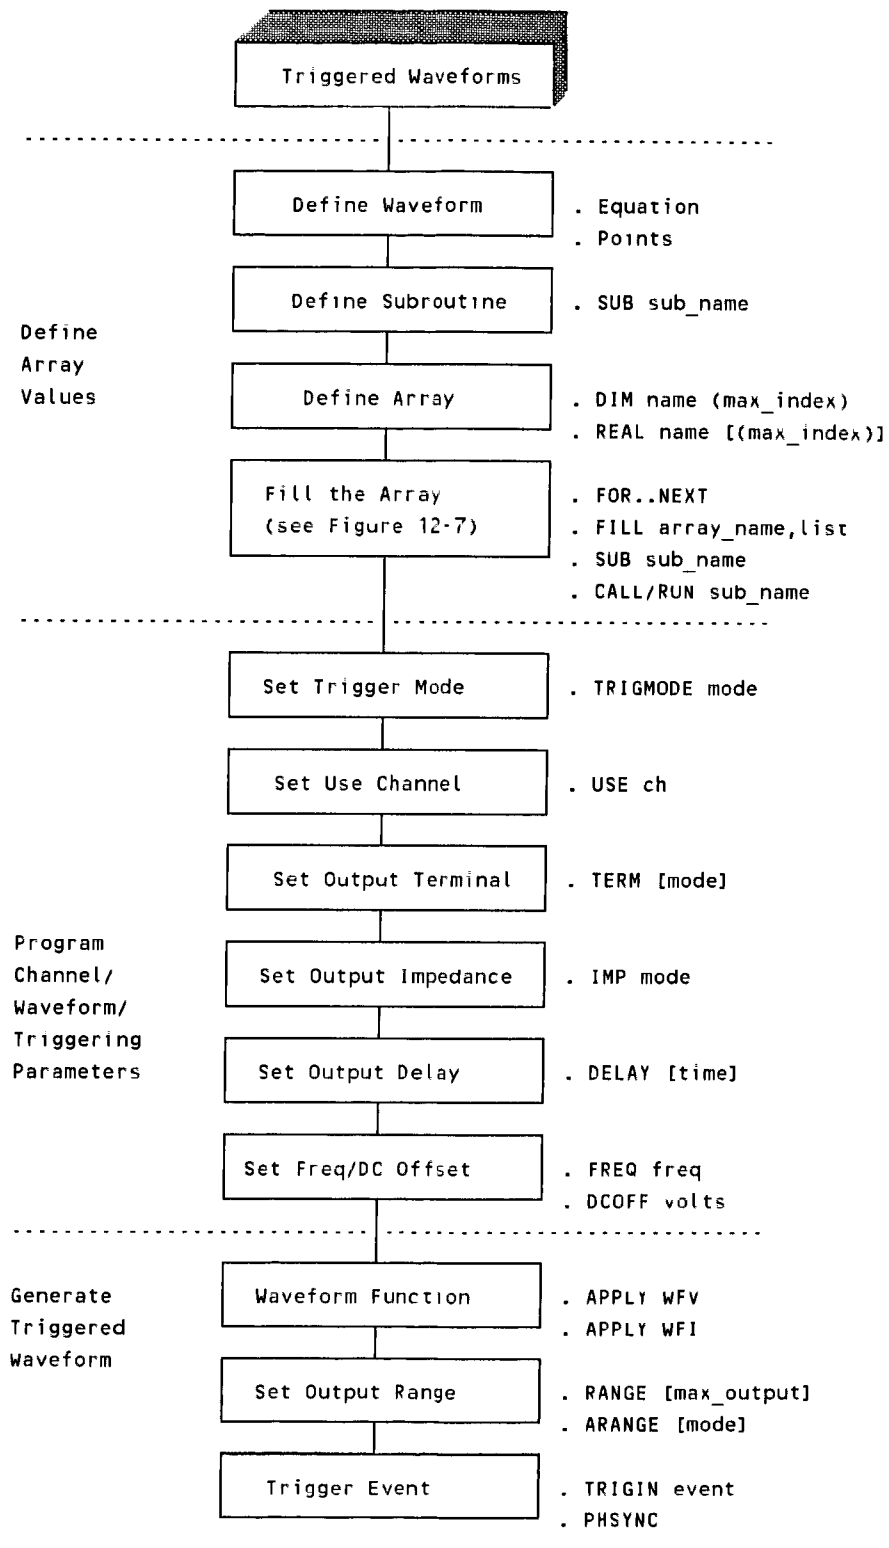 Triggered Waveforms
Define Waveform
. Equation
. Points
Define Subroutine
. SUB sub_name
Define
Array
Values
Define Array
. DIM name (max_index)
. REAL name [(max_index)]
Fill the Array
(see Figure 12-7)
. FOR..NEXT
. FILL array_name,list
. SUB sub_name
. CALL/RUN sub_name
Set Trigger Mode
. TRIGMODE mode
Set Use Channel
. USE ch
Set Output Terminal
. TERM [mode]
Program
Channel/
Waveform/
Triggering
Parameters
Set Output Impedance
. IMP mode
Set Output Delay
. DELAY [time]
Set Freq/DC Offset
. FREQ freq
. DCOFF volts
Generate
Triggered
Waveform
Waveform Function
. APPLY WFV
. APPLY WFI
Set Output Range
. RANGE [max_output]
. ARANGE [mode]
Trigger Event
. TRIGIN event
. PHSYNC